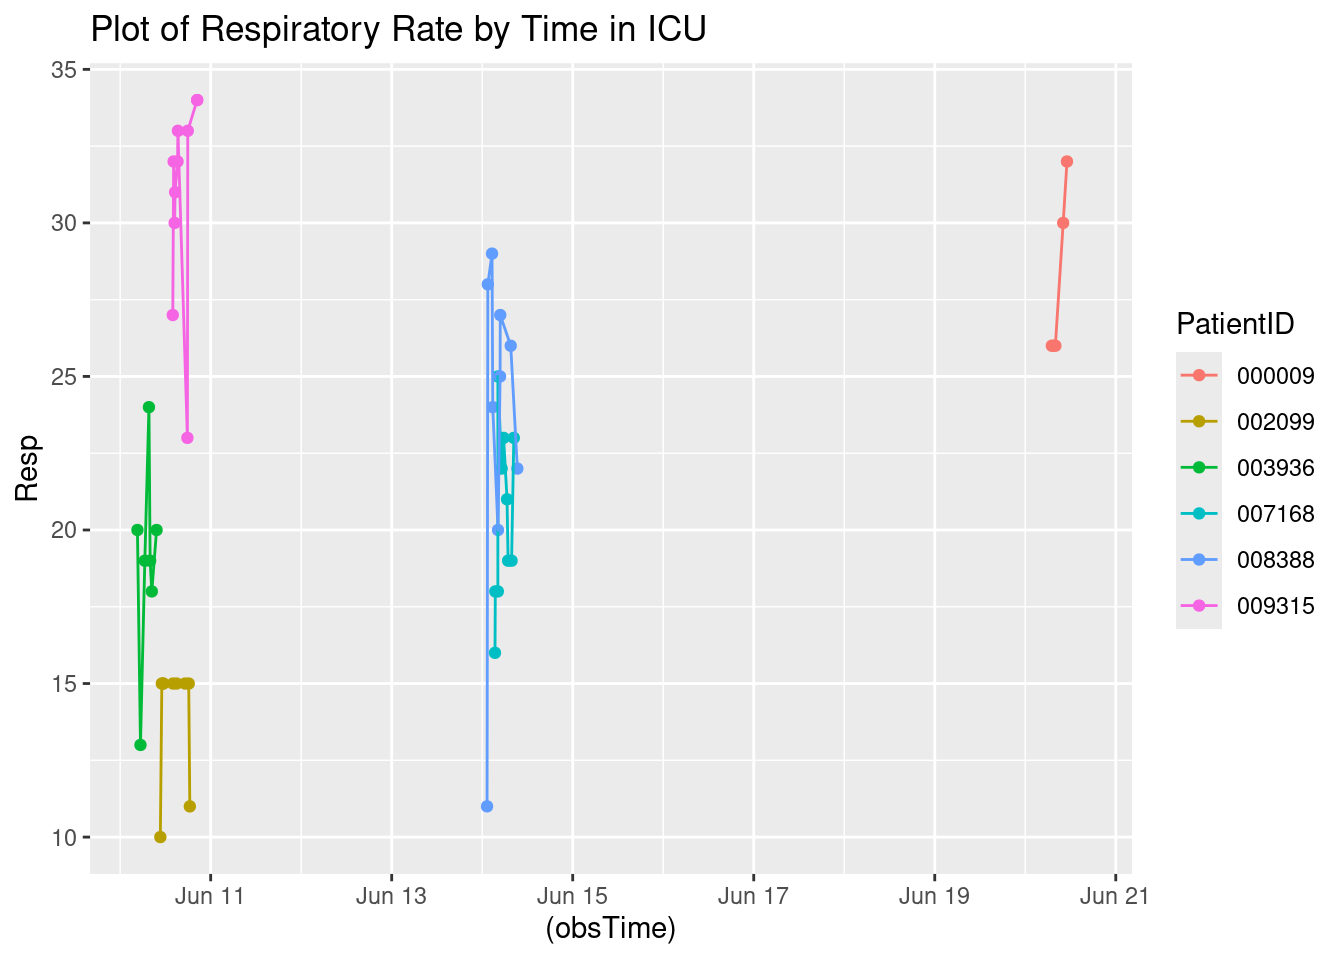 Plot of Respiratory Rate by Time in ICU
35
30
25
20
15
10
Resp
Jun 11 Jun 13 Jun 15 Jun 17 Jun 19 Jun 21
(obsTime)
PatientID
000009
002099
003936
007168
008388
009315